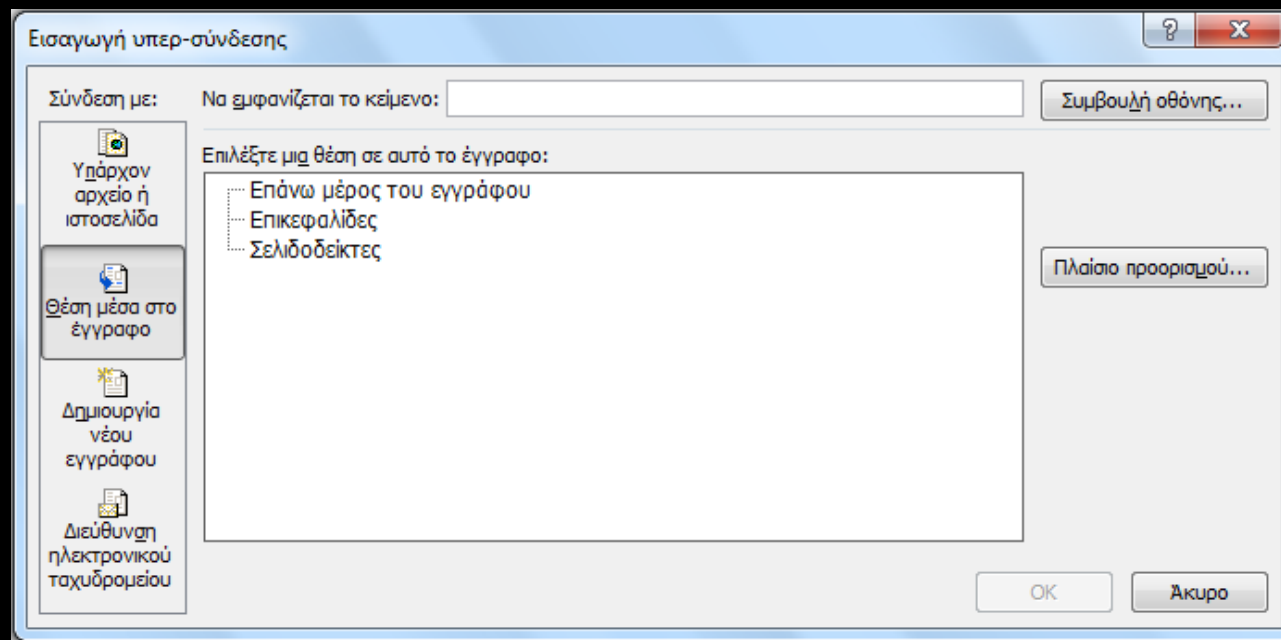 Εισαγωγή υπερ-σύνδεσης
Σύνδεση με:
Να εμφανίζεται το κείμενο:
Συμβουλή οθόνης...
Υπάρχον
αρχείο ή
ιστοσελίδα
Θέση μέσα στο
έγγραφο
Δημιουργία
νέου
εγγράφου
Διεύθυνση
ηλεκτρονικού
ταχυδρομείου
Επιλέξτε μια θέση σε αυτό το έγγραφο:
Επάνω μέρος του εγγράφου
Επικεφαλίδες
Σελιδοδείκτες
Πλαίσιο προορισμού...
OK
Άκυρο